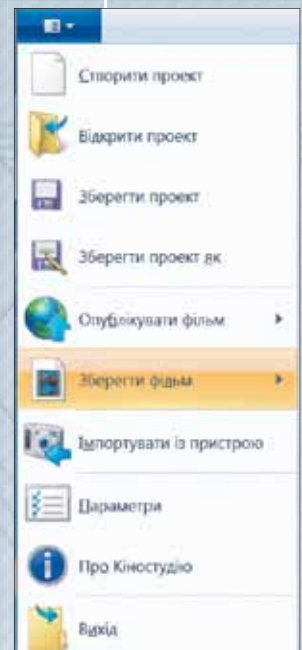 Створити проект
Відкрити проект
Зберегти проект
Зберегти проект як
Опублікувати фільм
Зберегти фільм
Імпортувати із пристрою
Параметри
Про Кіностудію
Вихід